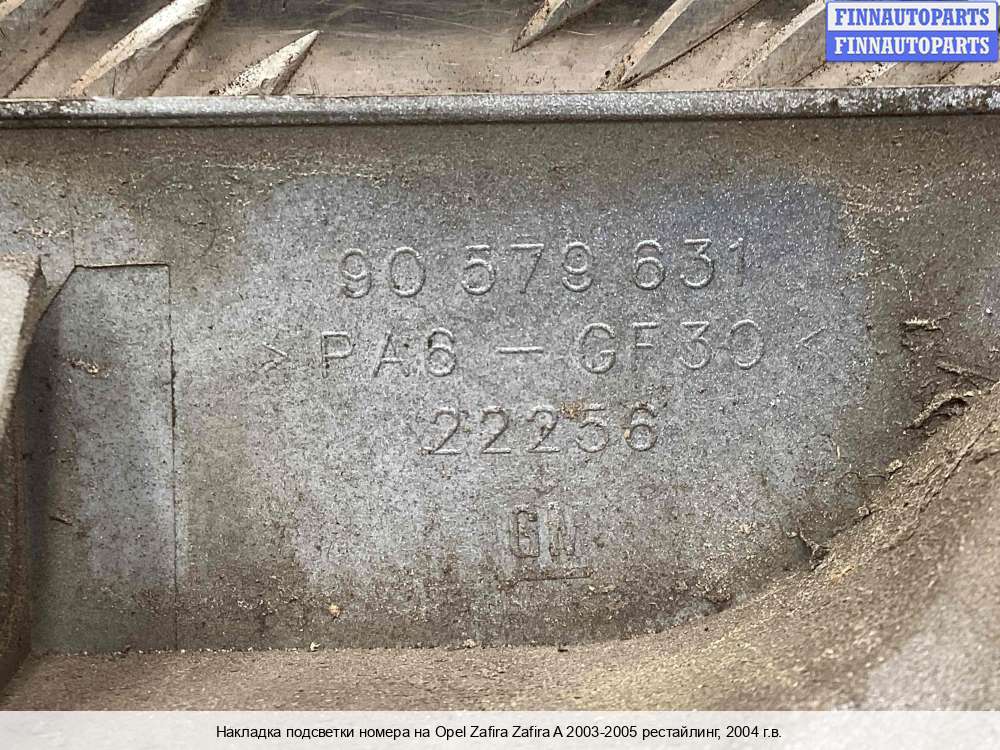 FINNAUTOPARTS
FINNAUTOPARTS
90 579 631
> PA6 - GF30 <
22256
GM
Накладка подсветки номера на Opel Zafira Zafira A 2003-2005 рестайлинг, 2004 г.в.